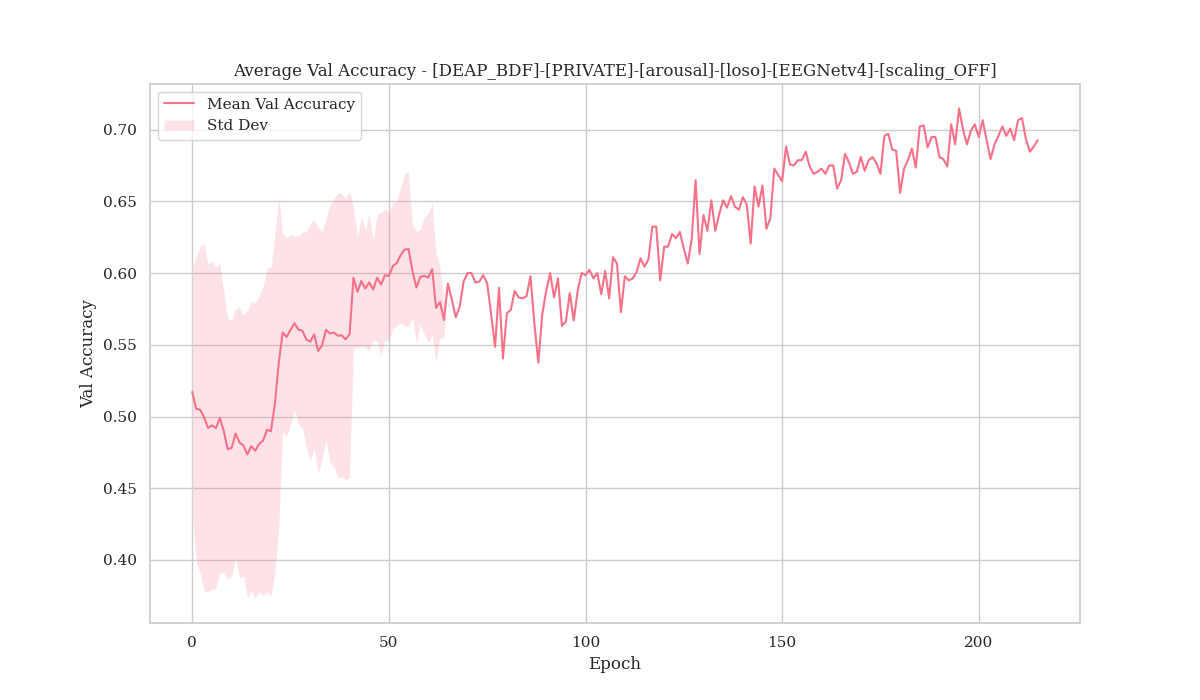 Average Val Accuracy - [DEAP_BDF]-[PRIVATE]-[arousal]-[loso]-[EEGNetv4]-[scaling_OFF]
Mean Val Accuracy
Std Dev
Val Accuracy
0.70
0.65
0.60
0.55
0.50
0.45
0.40
0 50 100 150 200
Epoch